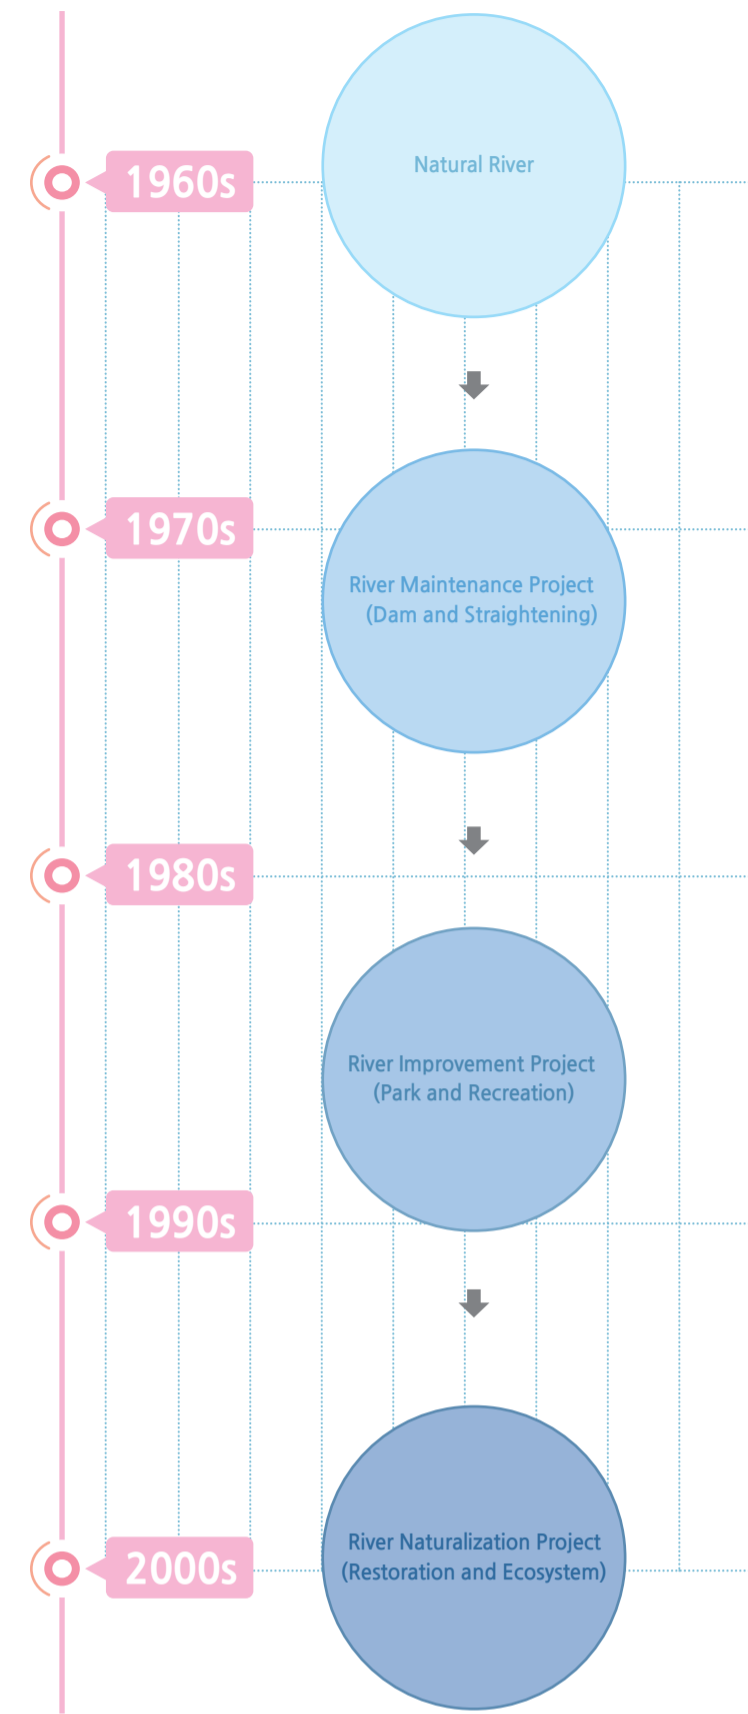 1960s
Natural River
1970s
River Maintenance Project
(Dam and Straightening)
1980s
River Improvement Project
(Park and Recreation)
1990s
River Naturalization Project
(Restoration and Ecosystem)
2000s